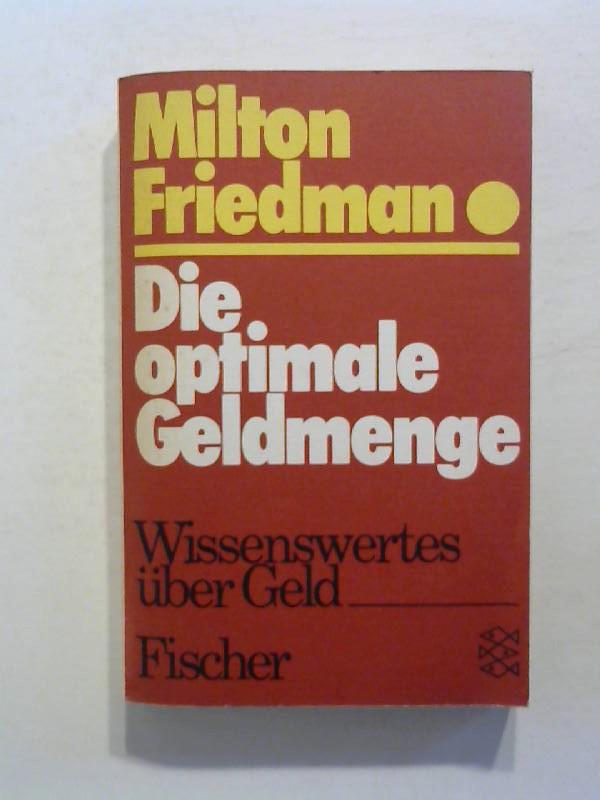 Milton
Friedman
Die
optimale
Geldmenge
Wissenswertes
über Geld
Fischer